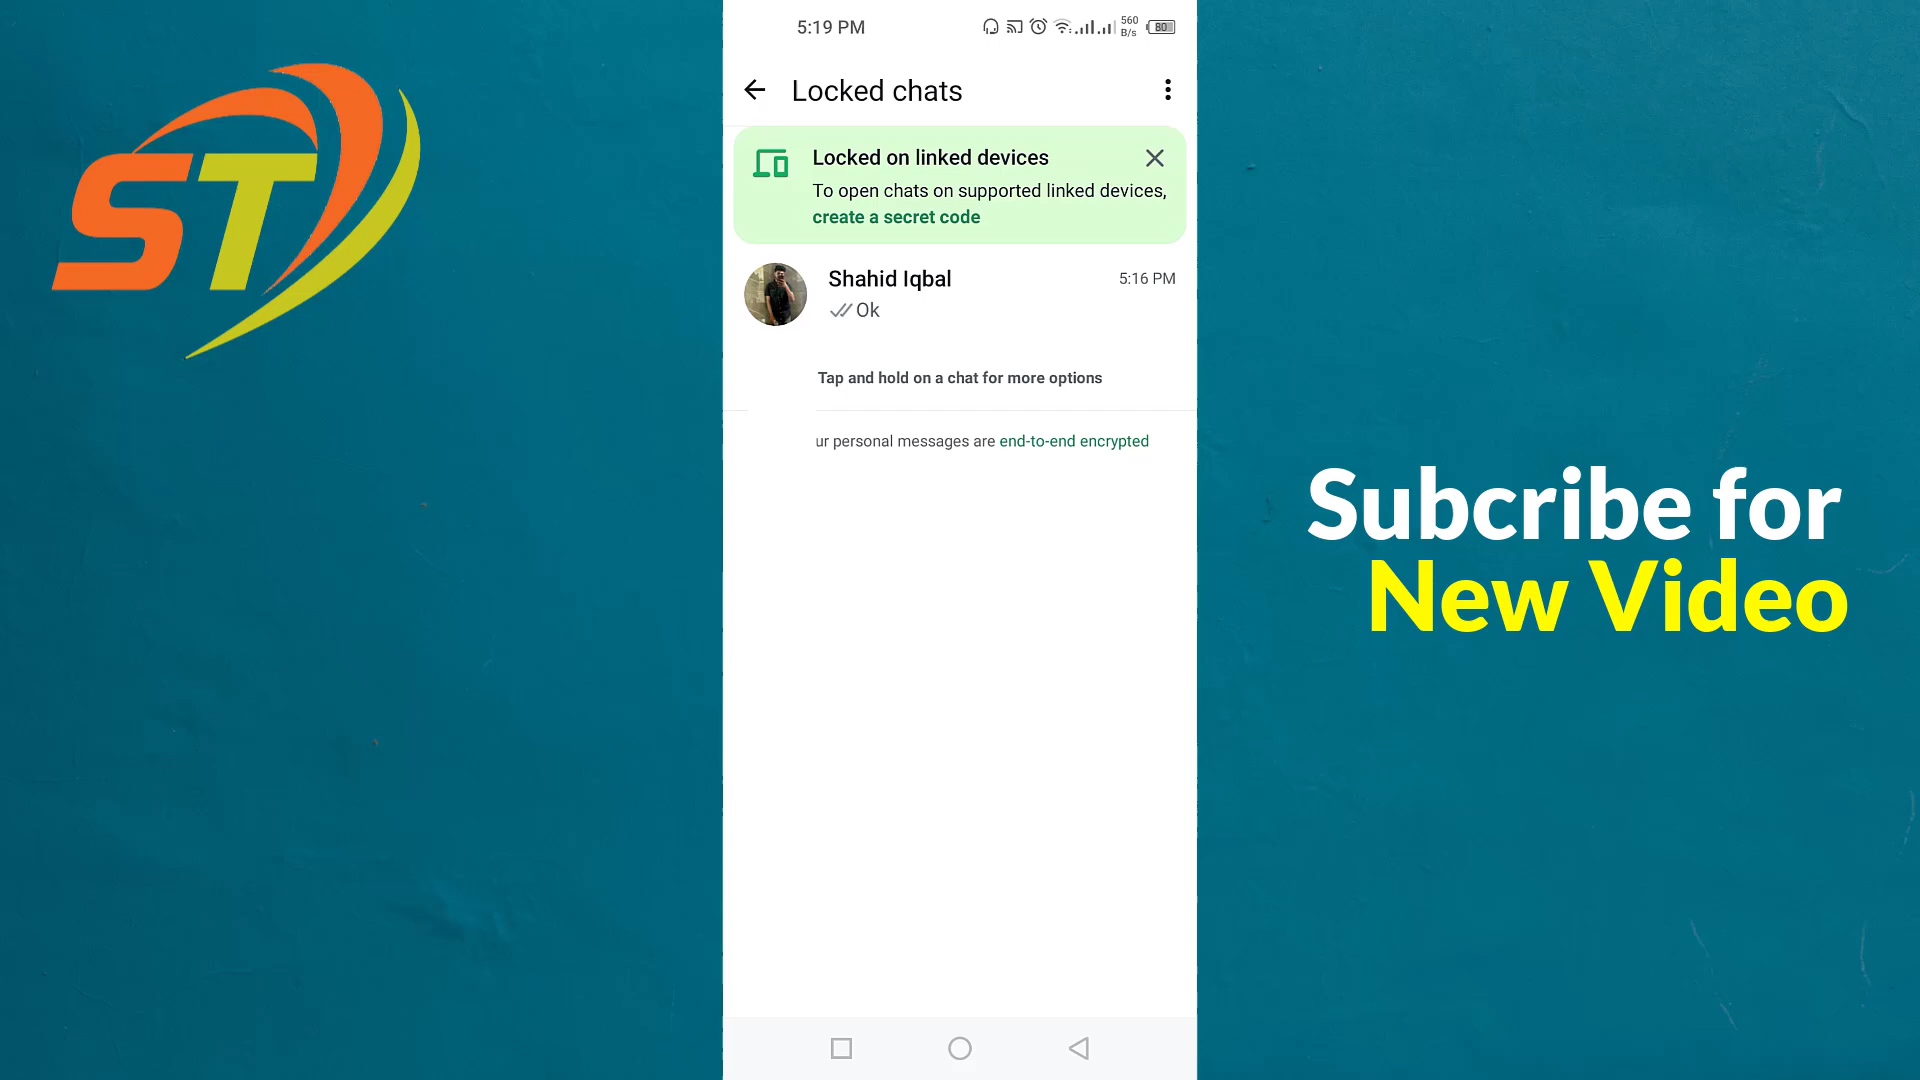 ST
5:19 PM
560
B/s
80
Locked chats
Locked on linked devices
To open chats on supported linked devices,
create a secret code
Shahid Iqbal
5:16 PM
Ok
Tap and hold on a chat for more options
ur personal messages are end-to-end encrypted
Subcribe for
New Video